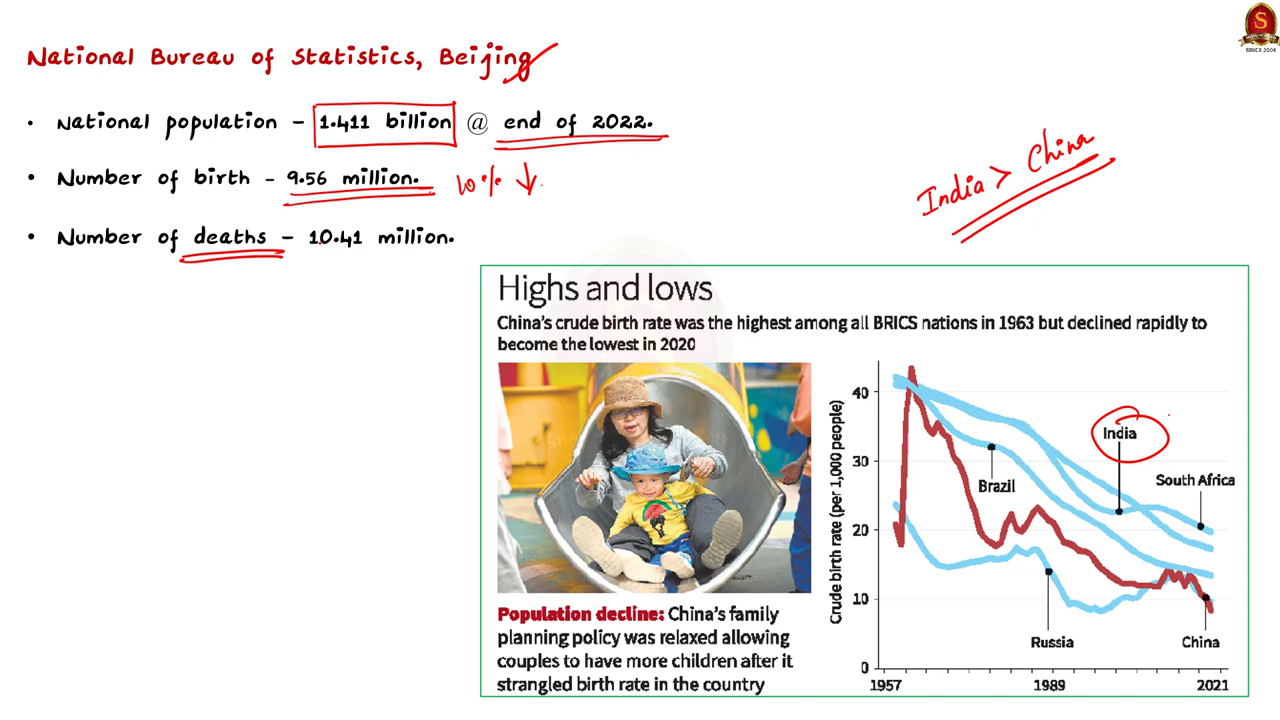 S
SINCE 2004
National Bureau of Statistics, Beijing
• National population – 1.411 billion @ end of 2022.
• Number of birth – 9.56 million. 10% ↓
• Number of deaths – 10.41 million.
India > China
Highs and lows
China's crude birth rate was the highest among all BRICS nations in 1963 but declined rapidly to
become the lowest in 2020
Population decline: China's family
planning policy was relaxed allowing
couples to have more children after it
strangled birth rate in the country
Crude birth rate (per 1,000 people)
40
30
20
10
0
1957
1989
2021
India
South Africa
Brazil
Russia
China